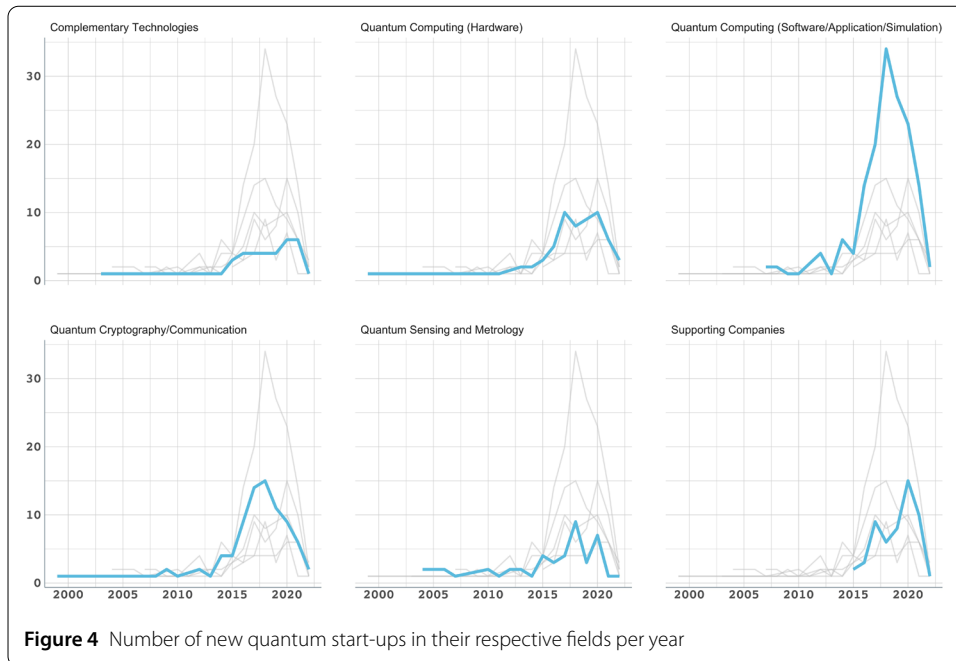 Complementary Technologies
Quantum Computing (Hardware)
Quantum Computing (Software/Application/Simulation)
30
20
10
0
Quantum Cryptography/Communication
Quantum Sensing and Metrology
Supporting Companies
30
20
10
0
2000 2005 2010 2015 2020
2000 2005 2010 2015 2020
2000 2005 2010 2015 2020
Figure 4 Number of new quantum start-ups in their respective fields per year